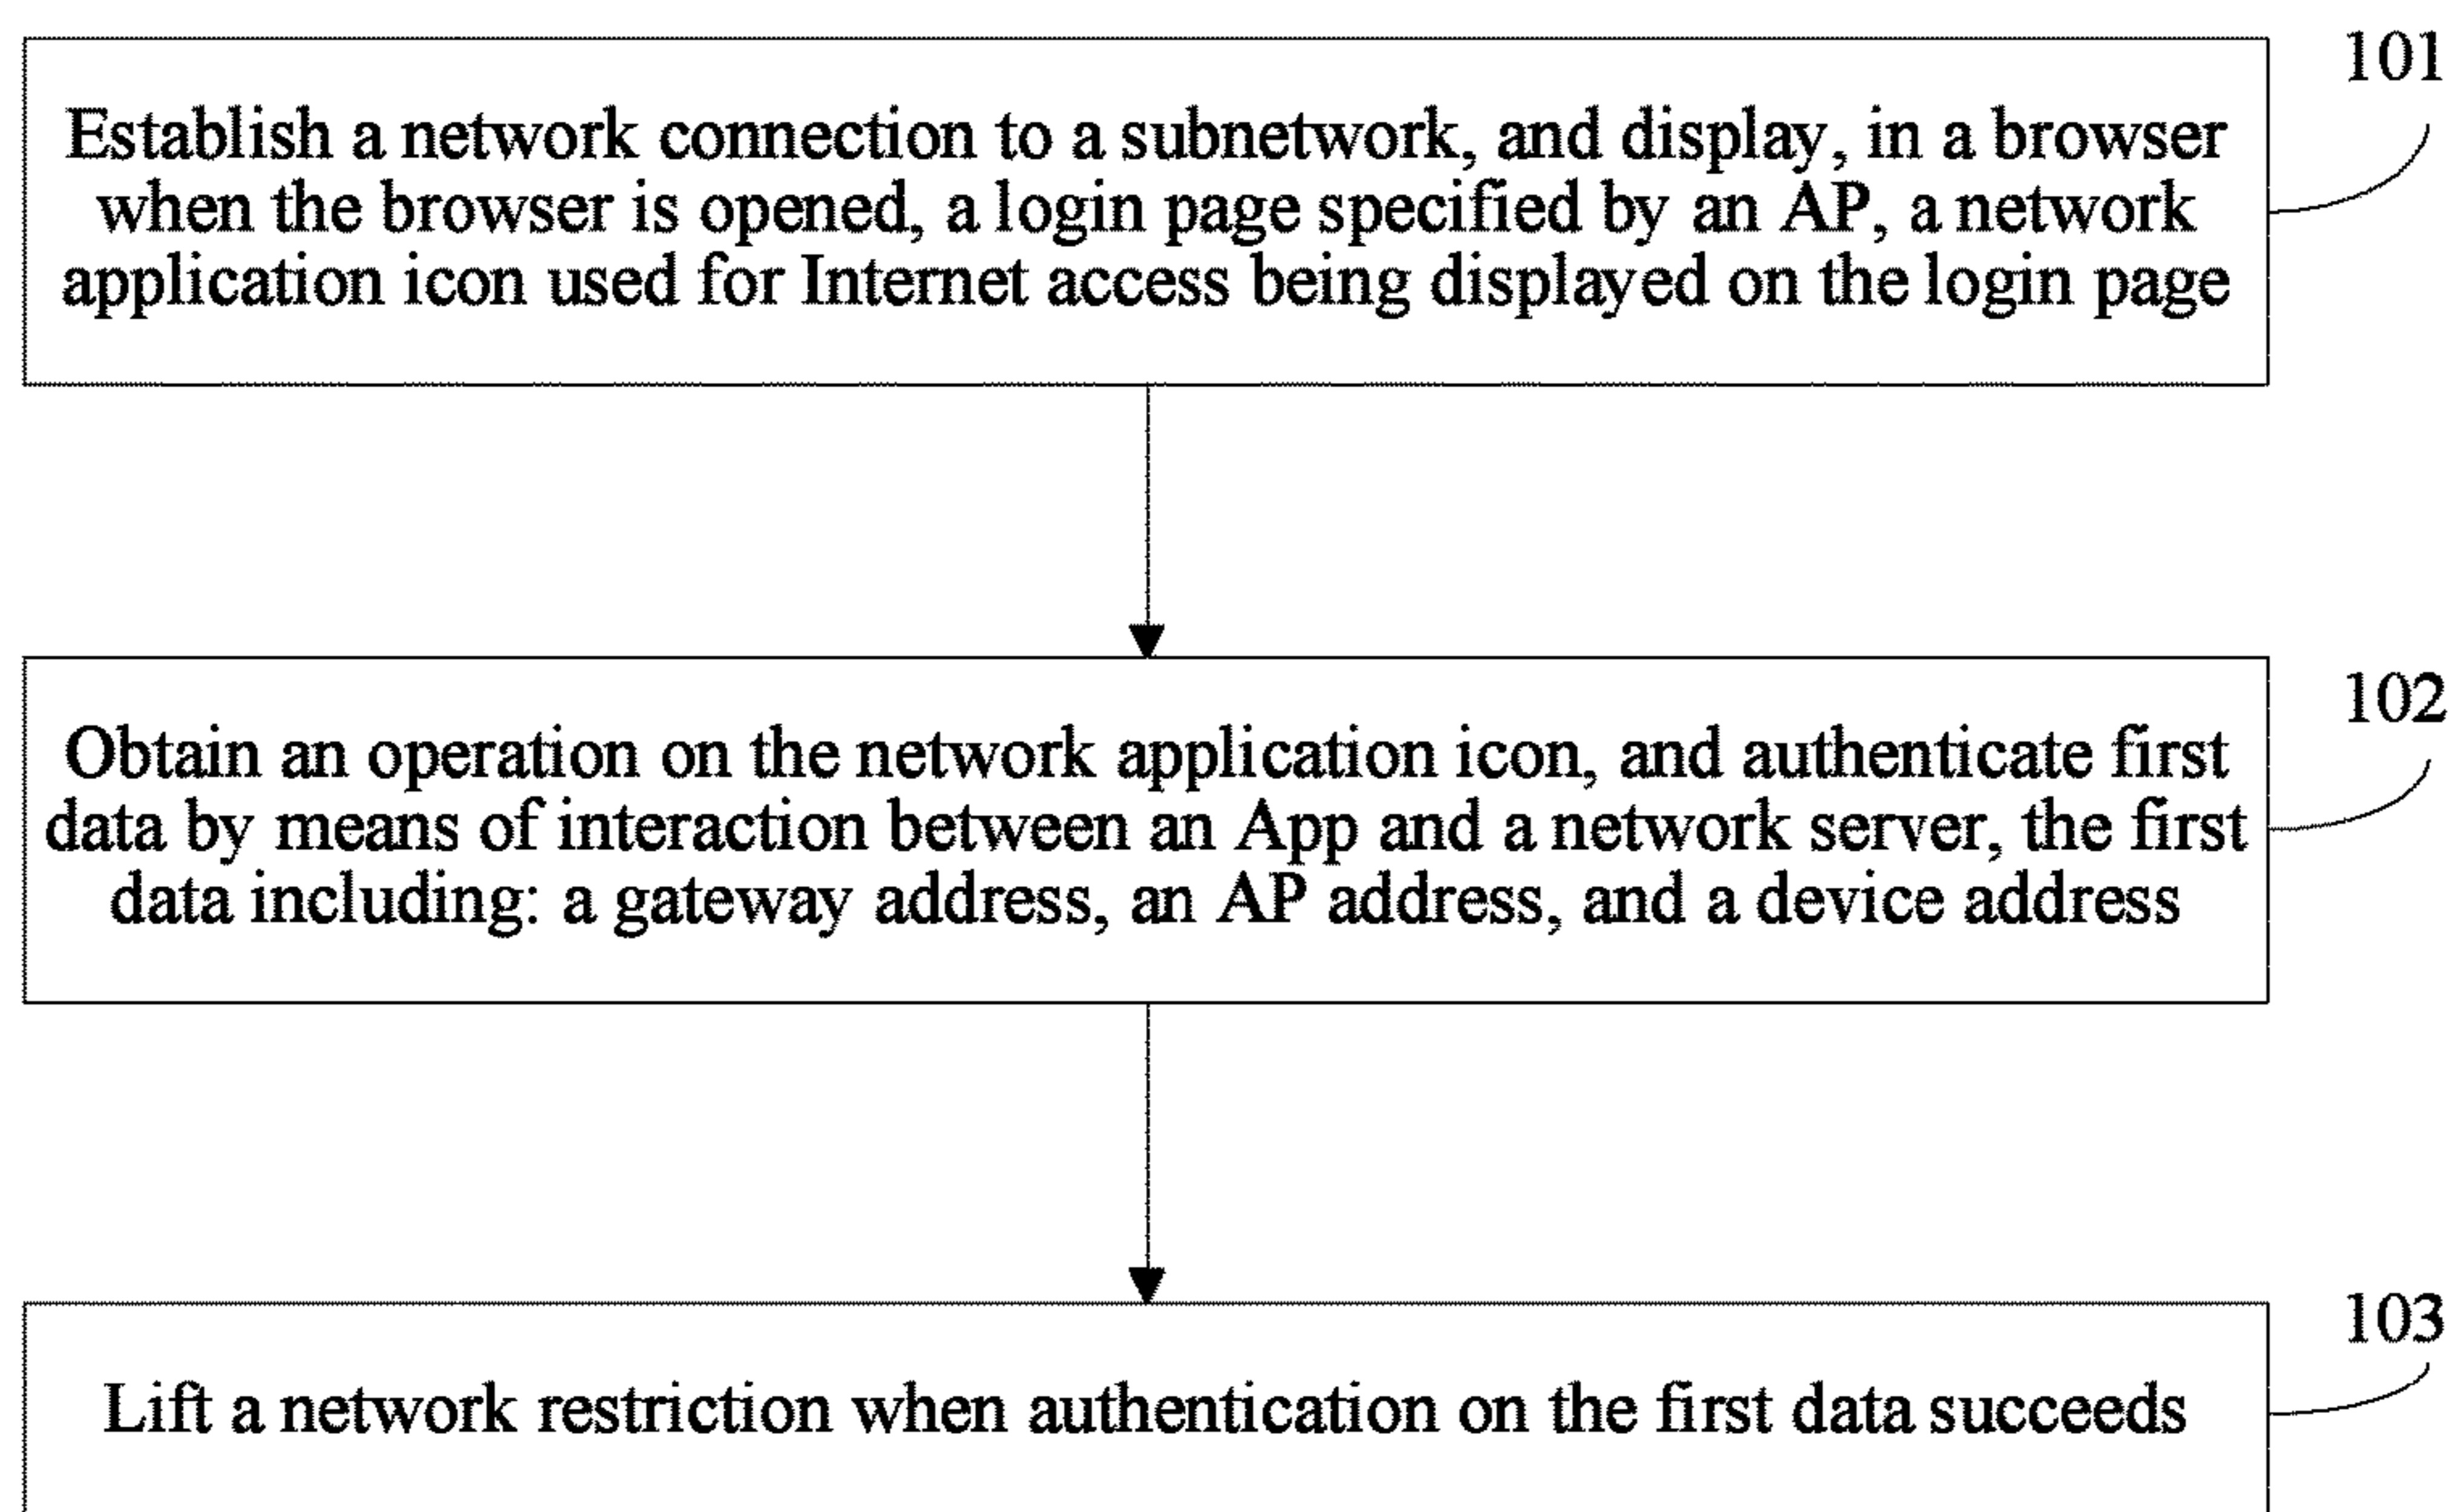 101
Establish a network connection to a subnetwork, and display, in a browser
when the browser is opened, a login page specified by an AP, a network
application icon used for Internet access being displayed on the login page
102
Obtain an operation on the network application icon, and authenticate first
data by means of interaction between an App and a network server, the first
data including: a gateway address, an AP address, and a device address
103
Lift a network restriction when authentication on the first data succeeds